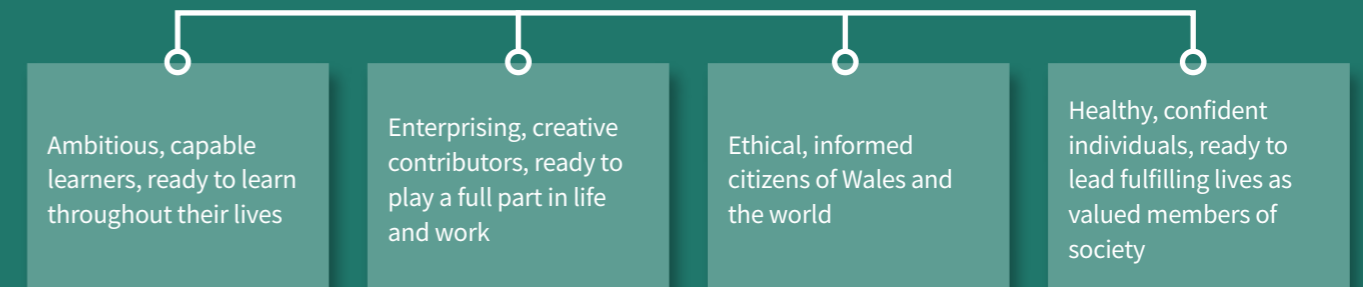 Ambitious, capable
learners, ready to learn
throughout their lives
Enterprising, creative
contributors, ready to
play a full part in life
and work
Ethical, informed
citizens of Wales and
the world
Healthy, confident
individuals, ready to
lead fulfilling lives as
valued members of
society